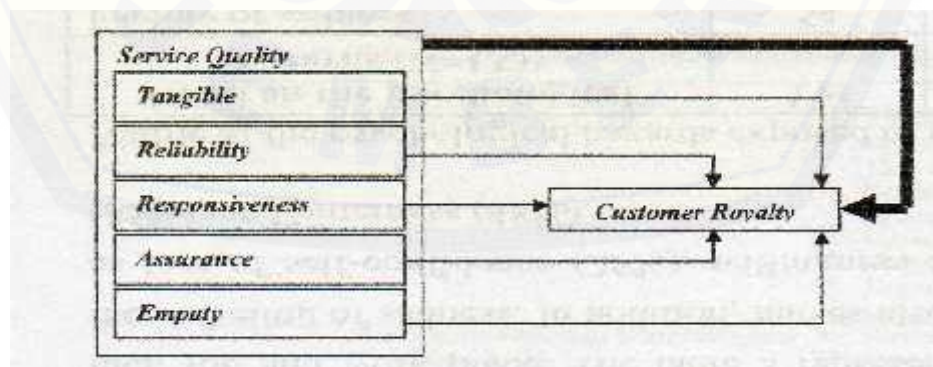 Service Quality
Tangible
Reliability
Responsiveness
Assurance
Emputy
Customer Royalty